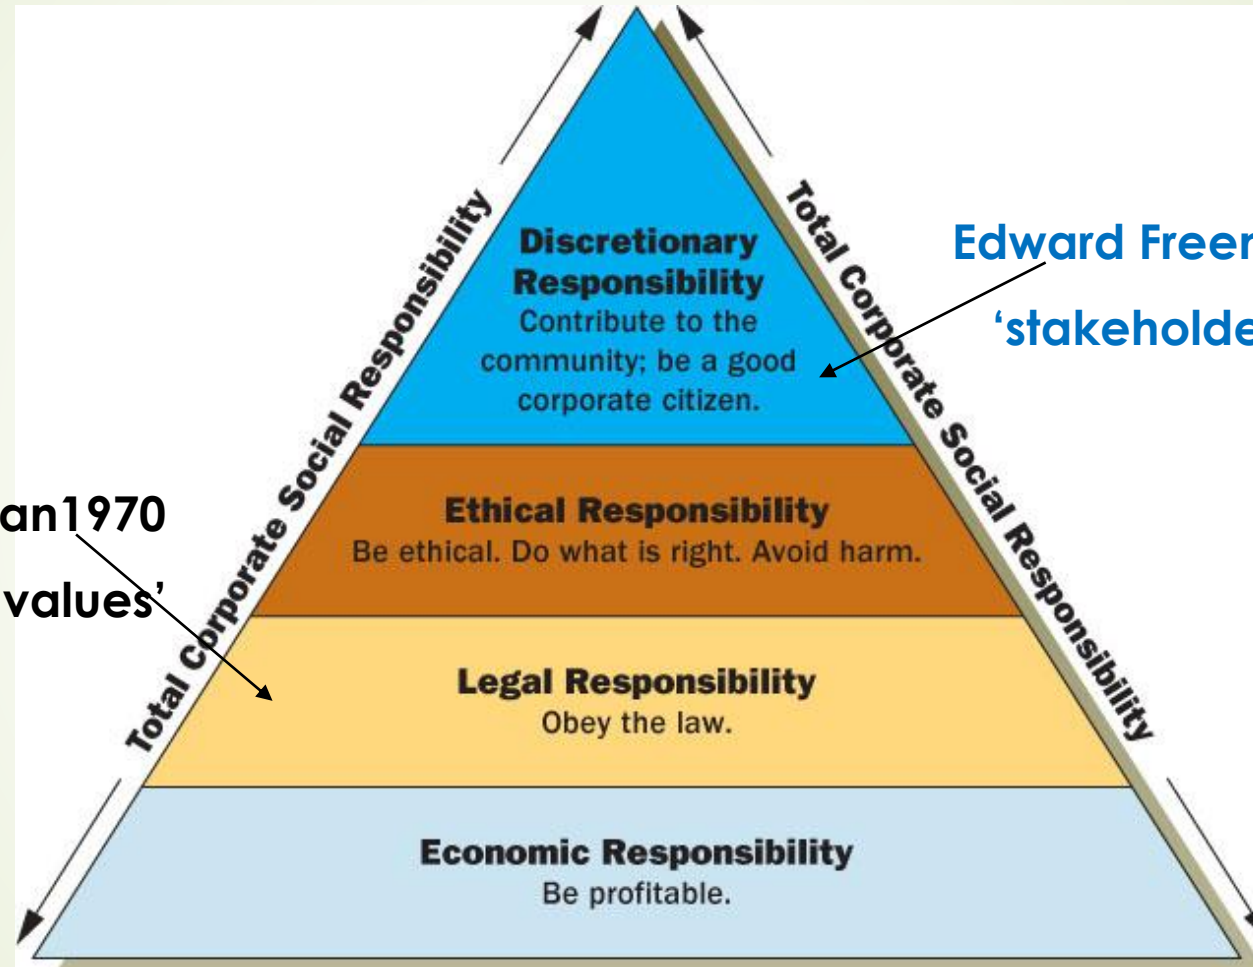 Total Corporate Social Responsibility
Total Corporate Social Responsibility
Discretionary
Responsibility
Contribute to the
community; be a good
corporate citizen.
Edward Freer
‘stakeholde
Ethical Responsibility
Be ethical. Do what is right. Avoid harm.
an1970
values’
Legal Responsibility
Obey the law.
Economic Responsibility
Be profitable.